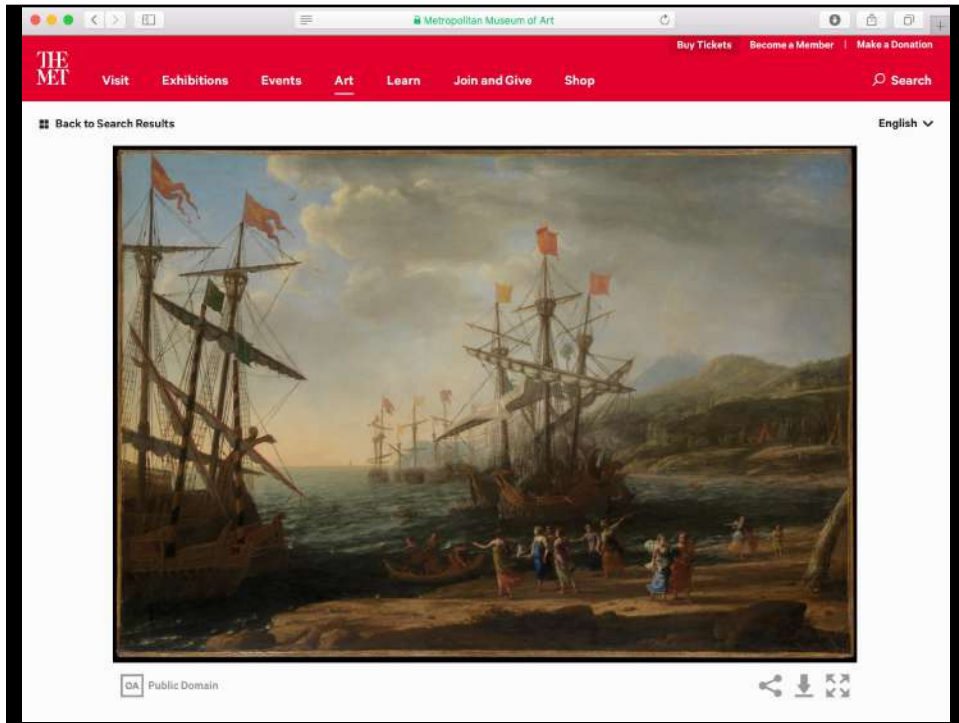 Metropolitan Museum of Art
Buy Tickets Become a Member | Make a Donation
THE
MET
Visit Exhibitions Events Art Learn Join and Give Shop Search
Back to Search Results English
OA Public Domain